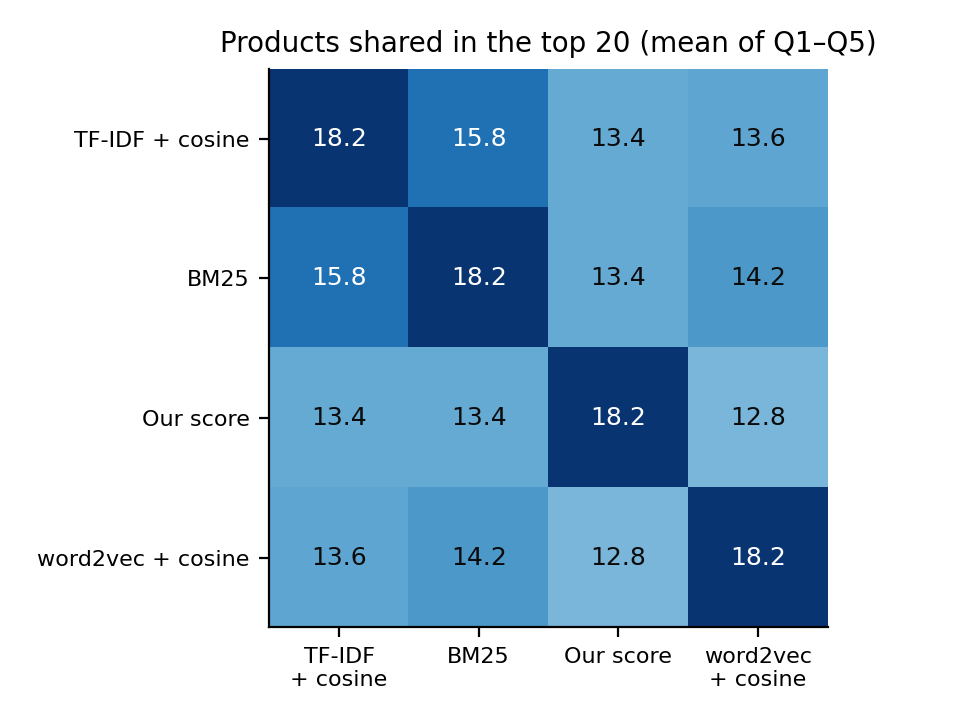 Products shared in the top 20 (mean of Q1–Q5)
TF-IDF + cosine 18.2 15.8 13.4 13.6
BM25 15.8 18.2 13.4 14.2
Our score 13.4 13.4 18.2 12.8
word2vec + cosine 13.6 14.2 12.8 18.2
TF-IDF BM25 Our score word2vec
+ cosine + cosine